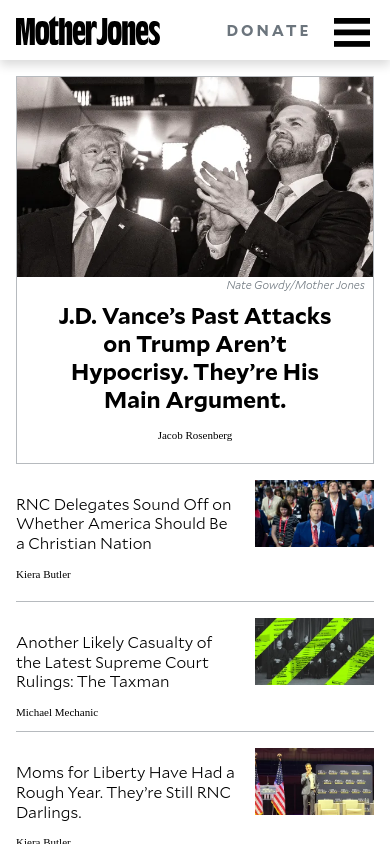 Mother Jones
DONATE
Nate Gowdy/Mother Jones
J.D. Vance’s Past Attacks
on Trump Aren’t
Hypocrisy. They’re His
Main Argument.
Jacob Rosenberg
RNC Delegates Sound Off on
Whether America Should Be
a Christian Nation
Kiera Butler
Another Likely Casualty of
the Latest Supreme Court
Rulings: The Taxman
Michael Mechanic
Moms for Liberty Have Had a
Rough Year. They’re Still RNC
Darlings.
Kiera Butler